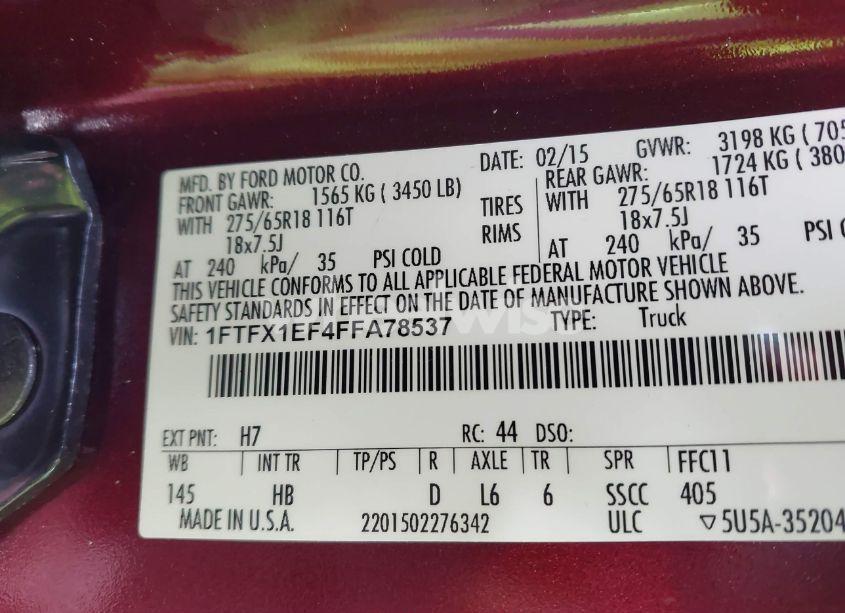 MFD. BY FORD MOTOR CO.
DATE: 02/15 GVWR: 3198 KG ( 705
FRONT GAWR: 1565 KG ( 3450 LB) REAR GAWR: 1724 KG ( 380
WITH 275/65R18 116T TIRES WITH 275/65R18 116T
18x7.5J RIMS 18x7.5J
AT 240 kPa/ 35 PSI COLD AT 240 kPa/ 35 PSI C
THIS VEHICLE CONFORMS TO ALL APPLICABLE FEDERAL MOTOR VEHICLE
SAFETY STANDARDS IN EFFECT ON THE DATE OF MANUFACTURE SHOWN ABOVE.
VIN: 1FTFX1EF4FFA78537 TYPE: Truck
EXT PNT: H7 RC: 44 DSO:
WB INT TR TP/PS R AXLE TR SPR FFC11
145 HB D L6 6 SSCC 405
MADE IN U.S.A. 2201502276342 ULC ▽5U5A-35204